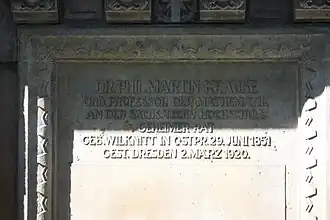 DR. PHIL. MARTIN KRAUSE
ORD. PROFESSOR DER MATHEMATIK
AN DER SÄCHS. TECHN. HOCHSCHULE
GEHEIMER RAT
GEB. WILKNITT IN OSTPR. 29. JUNI 1851
GEST. DRESDEN 2. MÄRZ 1920.